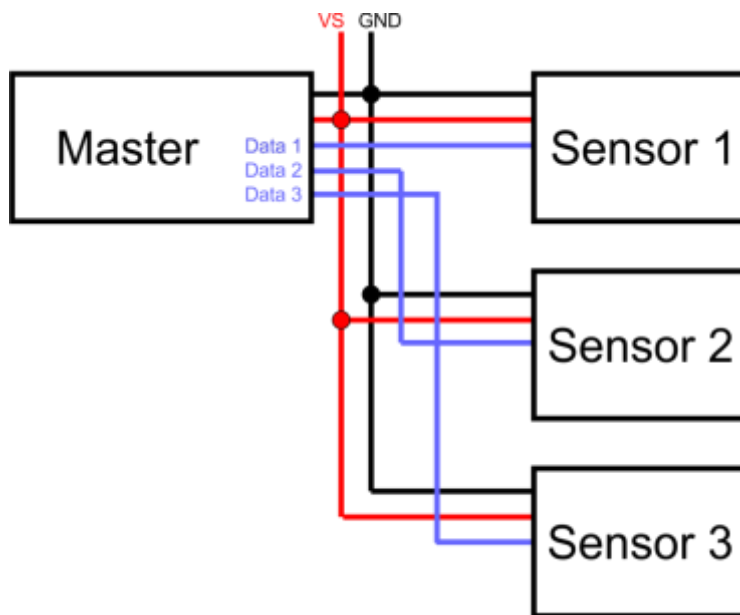 VS GND
Master
Data 1
Data 2
Data 3
Sensor 1
Sensor 2
Sensor 3